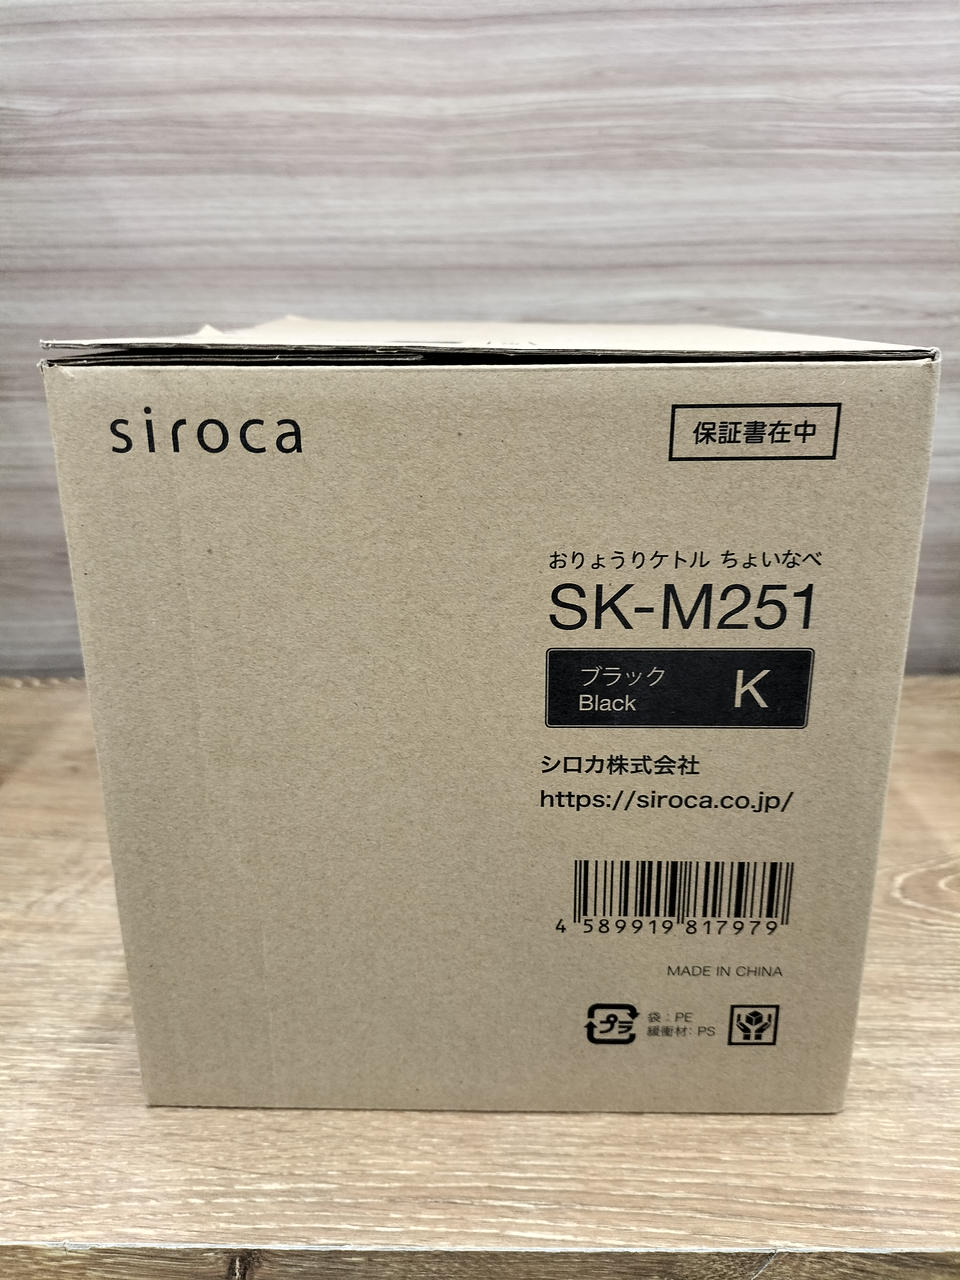 siroca
保証書在中
おりょうりケトル ちょいなべ
SK-M251
ブラック
Black
K
シロカ株式会社
https://siroca.co.jp/
4 589919 817979
MADE IN CHINA
プラ
袋：PE
緩衝材：PS